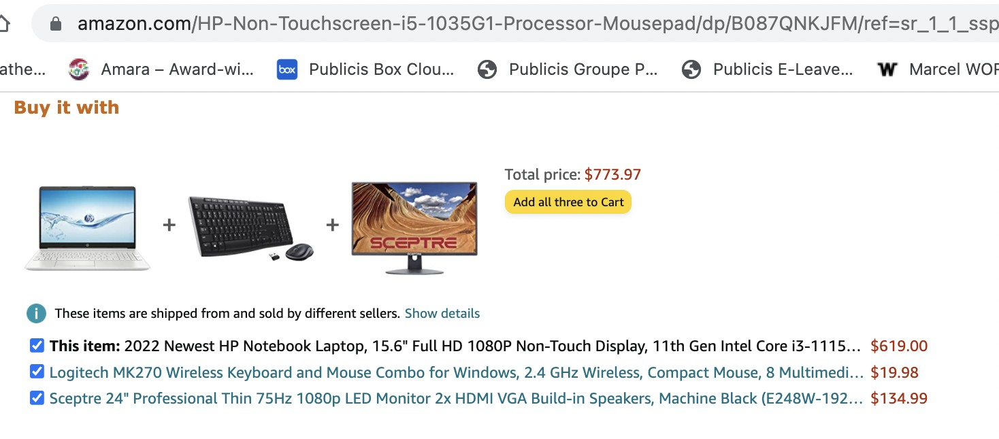 amazon.com/HP-Non-Touchscreen-i5-1035G1-Processor-Mousepad/dp/B087QNKJFM/ref=sr_1_1_ssp
athe... Amara – Award-wi... box Publicis Box Clou... Publicis Groupe P... Publicis E-Leave... W Marcel WOR
Buy it with
Total price: $773.97
Add all three to Cart
hp
+
+
SCEPTRE
SCEPTRE
i These items are shipped from and sold by different sellers. Show details
This item: 2022 Newest HP Notebook Laptop, 15.6" Full HD 1080P Non-Touch Display, 11th Gen Intel Core i3-1115... $619.00
Logitech MK270 Wireless Keyboard and Mouse Combo for Windows, 2.4 GHz Wireless, Compact Mouse, 8 Multimedi... $19.98
Sceptre 24" Professional Thin 75Hz 1080p LED Monitor 2x HDMI VGA Build-in Speakers, Machine Black (E248W-192... $134.99